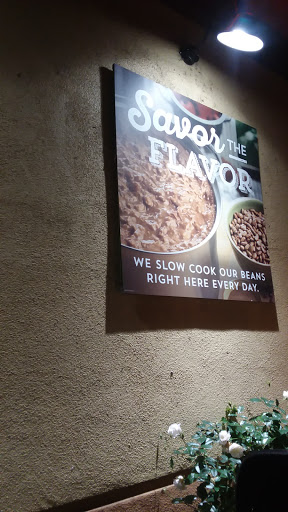 Savor THE
FLAVOR
WE SLOW COOK OUR BEANS
RIGHT HERE EVERY DAY.